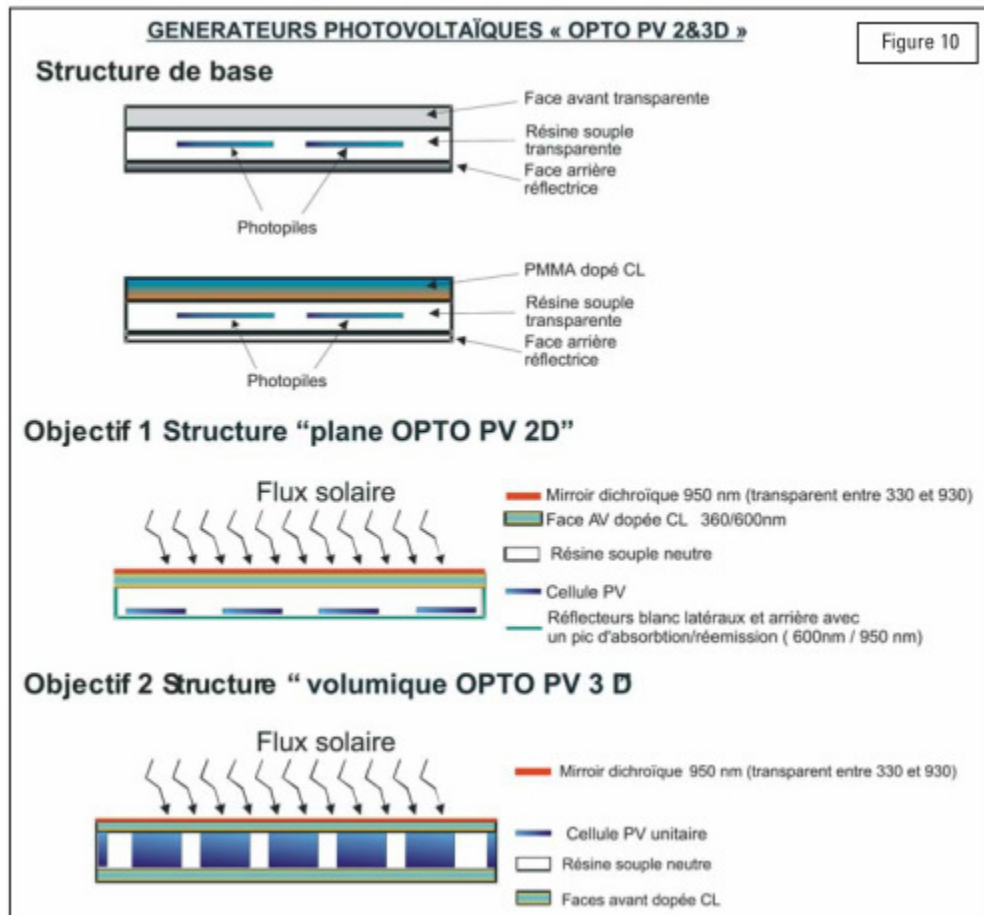 GENERATEURS PHOTOVOLTAÏQUES « OPTO PV 2&3D »
Figure 10
Structure de base
Face avant transparente
Résine souple
transparente
Face arrière
réflectrice
Photopiles
PMMA dopé CL
Résine souple
transparente
Face arrière
réflectrice
Photopiles
Objectif 1 Structure “plane OPTO PV 2D”
Flux solaire
Mirroir dichroïque 950 nm (transparent entre 330 et 930)
Face AV dopée CL 360/600nm
Résine souple neutre
Cellule PV
Réflecteurs blanc latéraux et arrière avec
un pic d'absorbtion/réemission ( 600nm / 950 nm)
Objectif 2 Structure “ volumique OPTO PV 3 D”
Flux solaire
Mirroir dichroïque 950 nm (transparent entre 330 et 930)
Cellule PV unitaire
Résine souple neutre
Faces avant dopée CL